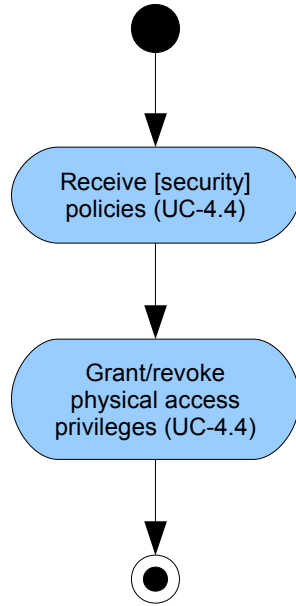 Receive [security]
policies (UC-4.4)
Grant/revoke
physical access
privileges (UC-4.4)